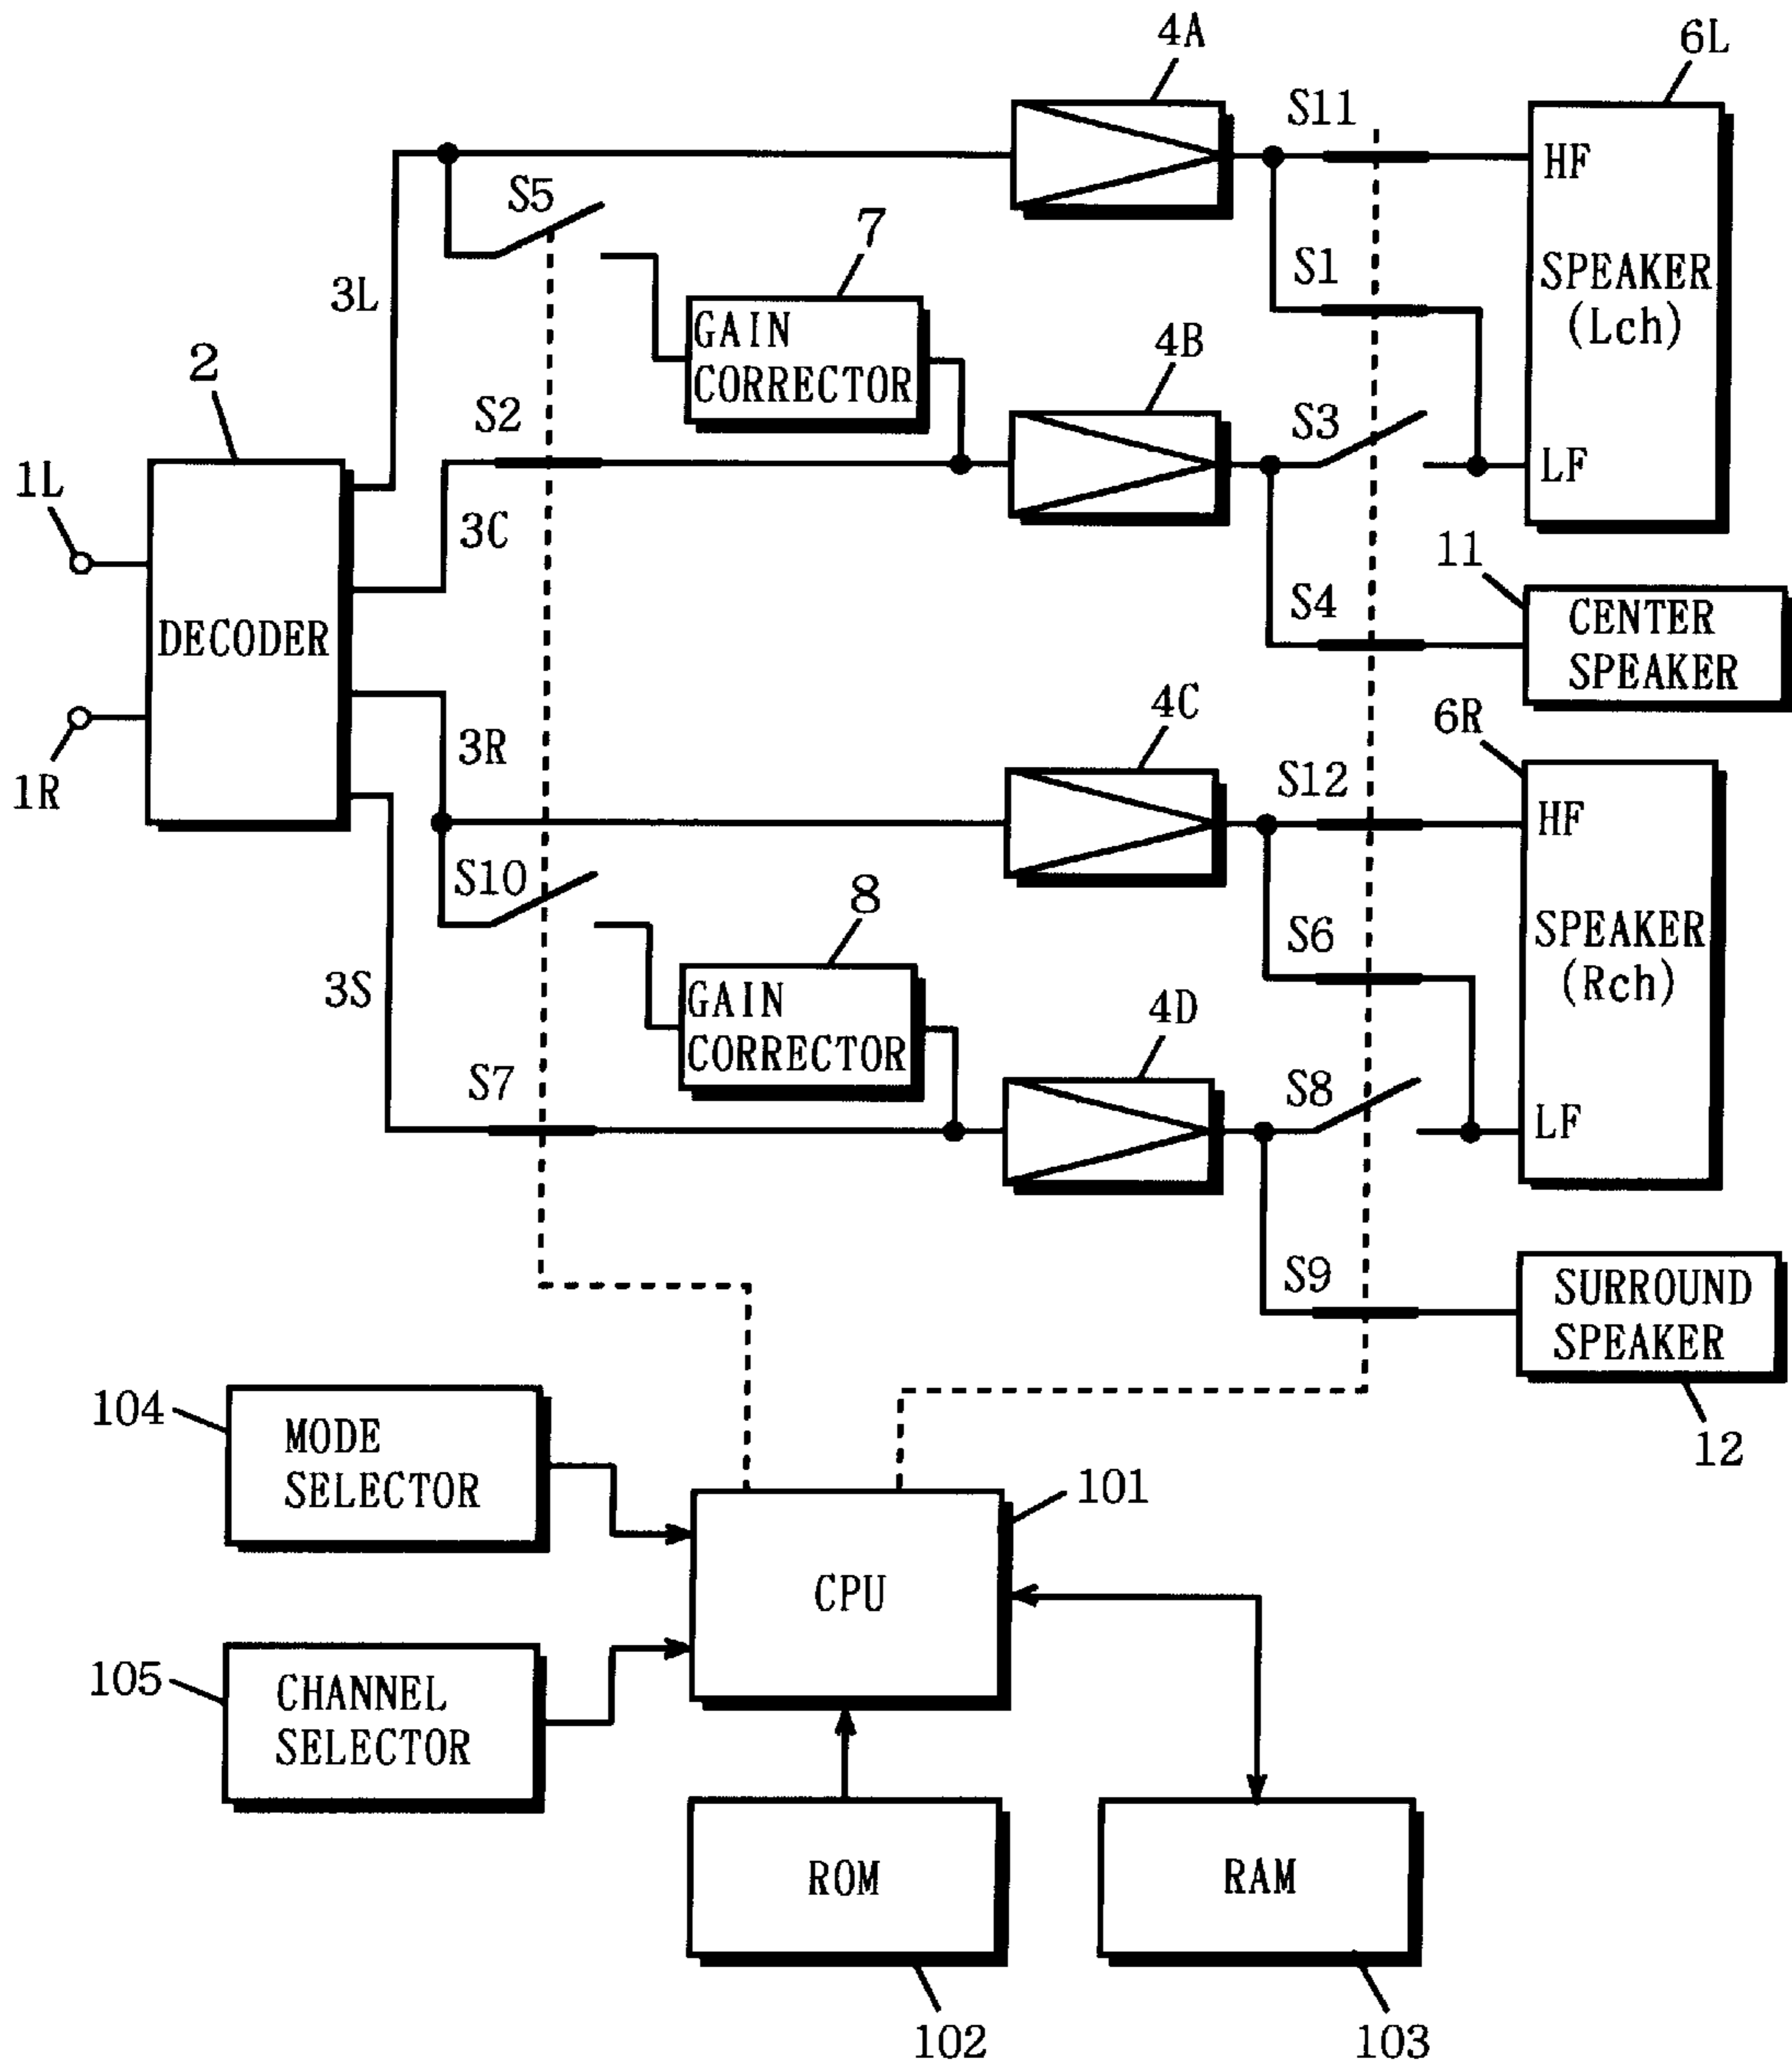 4A
6L
S11
HF
S5
7
S1
SPEAKER
(Lch)
3L
GAIN
CORRECTOR
4B
2
S2
S3
LF
1L
3C
11
DECODER
S4
CENTER
SPEAKER
4C
6R
3R
S12
1R
HF
S10
8
S6
SPEAKER
(Rch)
3S
GAIN
CORRECTOR
4D
S7
S8
LF
S9
SURROUND
SPEAKER
104
MODE
SELECTOR
12
101
CPU
105
CHANNEL
SELECTOR
ROM
RAM
102
103